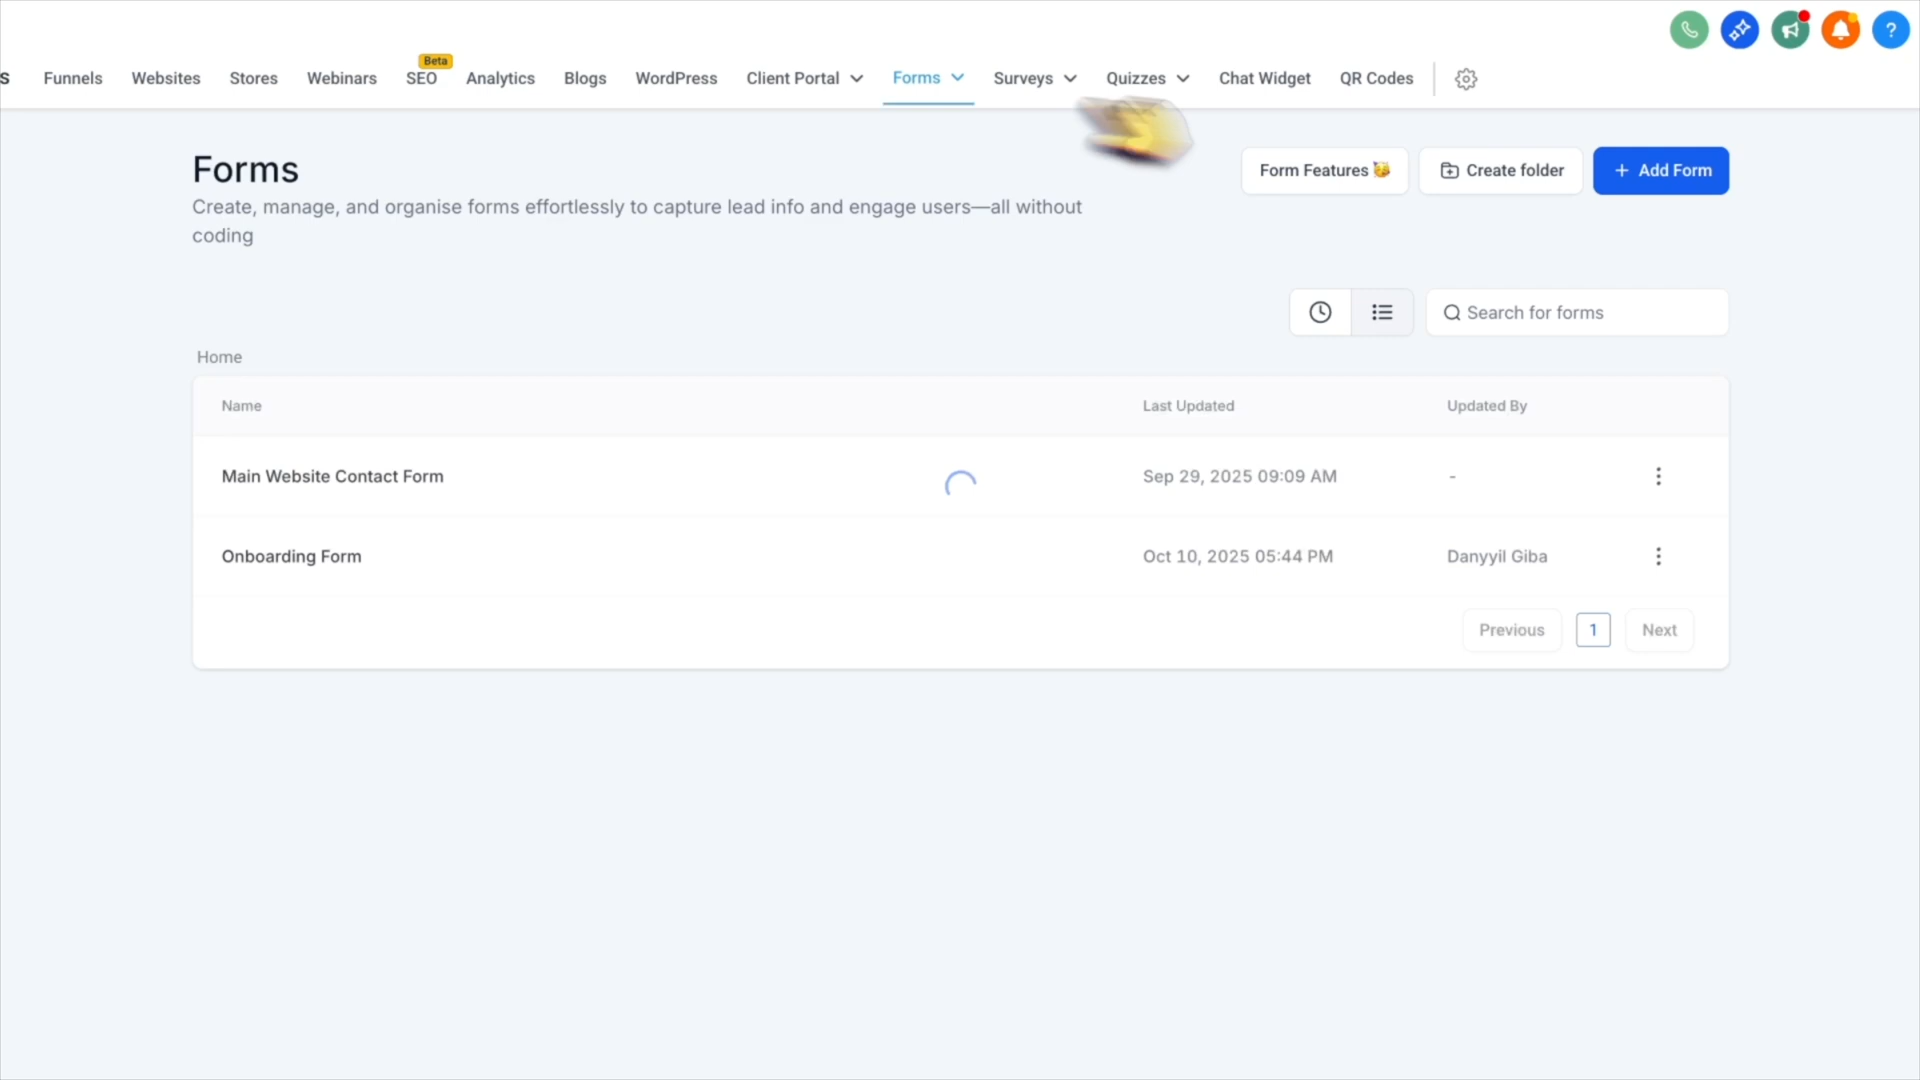 S Funnels Websites Stores Webinars SEO Beta Analytics Blogs WordPress Client Portal Forms Surveys Quizzes Chat Widget QR Codes
?
Forms
Create, manage, and organise forms effortlessly to capture lead info and engage users—all without
coding
Form Features Create folder + Add Form
Search for forms
Home
Name Last Updated Updated By
Main Website Contact Form Sep 29, 2025 09:09 AM -
Onboarding Form Oct 10, 2025 05:44 PM Danyyil Giba
Previous 1 Next